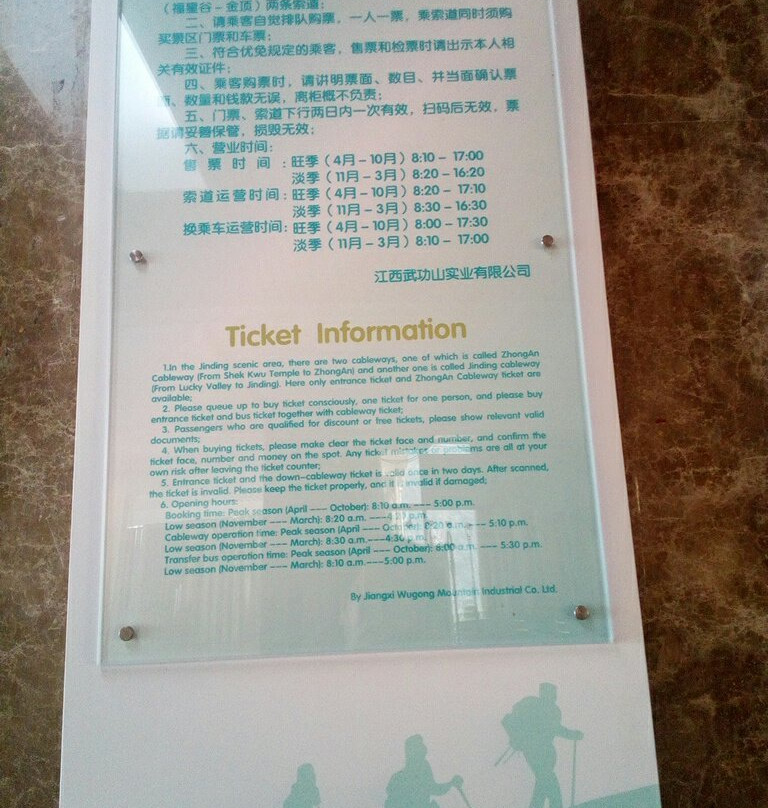 （福星谷－金顶）两条索道；
二、请乘客自觉排队购票，一人一票，乘索道同时须购
买景区门票和车票；
三、符合优免规定的乘客，售票和检票时请出示本人相
关有效证件；
四、乘客购票时，请讲明票面、数目、并当面确认票
面、数量和钱款无误，离柜概不负责；
五、门票、索道下行两日内一次有效，扫码后无效，票
据请妥善保管，损毁无效；
六、营业时间：
售票时间：旺季（4月－10月）8:10－17:00
淡季（11月－3月）8:20－16:20
索道运营时间：旺季（4月－10月）8:20－17:10
淡季（11月－3月）8:30－16:30
换乘车运营时间：旺季（4月－10月）8:00－17:30
淡季（11月－3月）8:10－17:00
江西武功山实业有限公司
Ticket Information
1.In the Jinding scenic area, there are two cableways, one of which is called ZhongAn
Cableway (From Shek Kwu Temple to ZhongAn) and another one is called Jinding cableway
(From Lucky Valley to Jinding). Here only entrance ticket and ZhongAn Cableway ticket are
available;
2. Please queue up to buy ticket consciously, one ticket for one person, and please buy
entrance ticket and bus ticket together with cableway ticket;
3. Passengers who are qualified for discount or free tickets, please show relevant valid
documents;
4. When buying tickets, please make clear the ticket face and number, and confirm the
ticket face, number and money on the spot. Any ticket mistakes or problems are all at your
own risk after leaving the ticket counter;
5. Entrance ticket and the down-cableway ticket is valid once in two days. After scanned,
the ticket is invalid. Please keep the ticket properly, and it is invalid if damaged;
6. Opening hours:
Booking time: Peak season (April --- October): 8:10 a.m. --- 5:00 p.m.
Low season (November --- March): 8:20 a.m. ---4:20 p.m.
Cableway operation time: Peak season (April --- October): 8:20 a.m. --- 5:10 p.m.
Low season (November --- March): 8:30 a.m. ---4:30 p.m.
Transfer bus operation time: Peak season (April --- October): 8:00 a.m. --- 5:30 p.m.
Low season (November --- March): 8:10 a.m. ---5:00 p.m.
By Jiangxi Wugong Mountain Industrial Co. Ltd.